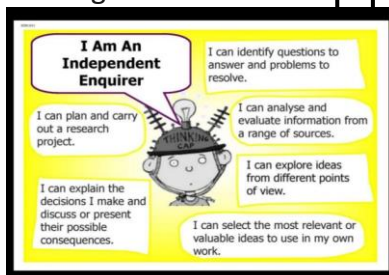 I Am An
Independent
Enquirer
I can identify questions to
answer and problems to
resolve.
I can plan and carry
out a research
project.
I can analyse and
evaluate information from
a range of sources.
THINKING
CAP
I can explore ideas
from different points
of view.
I can explain the
decisions I make and
discuss or present
their possible
consequences.
I can select the most relevant or
valuable ideas to use in my own
work.